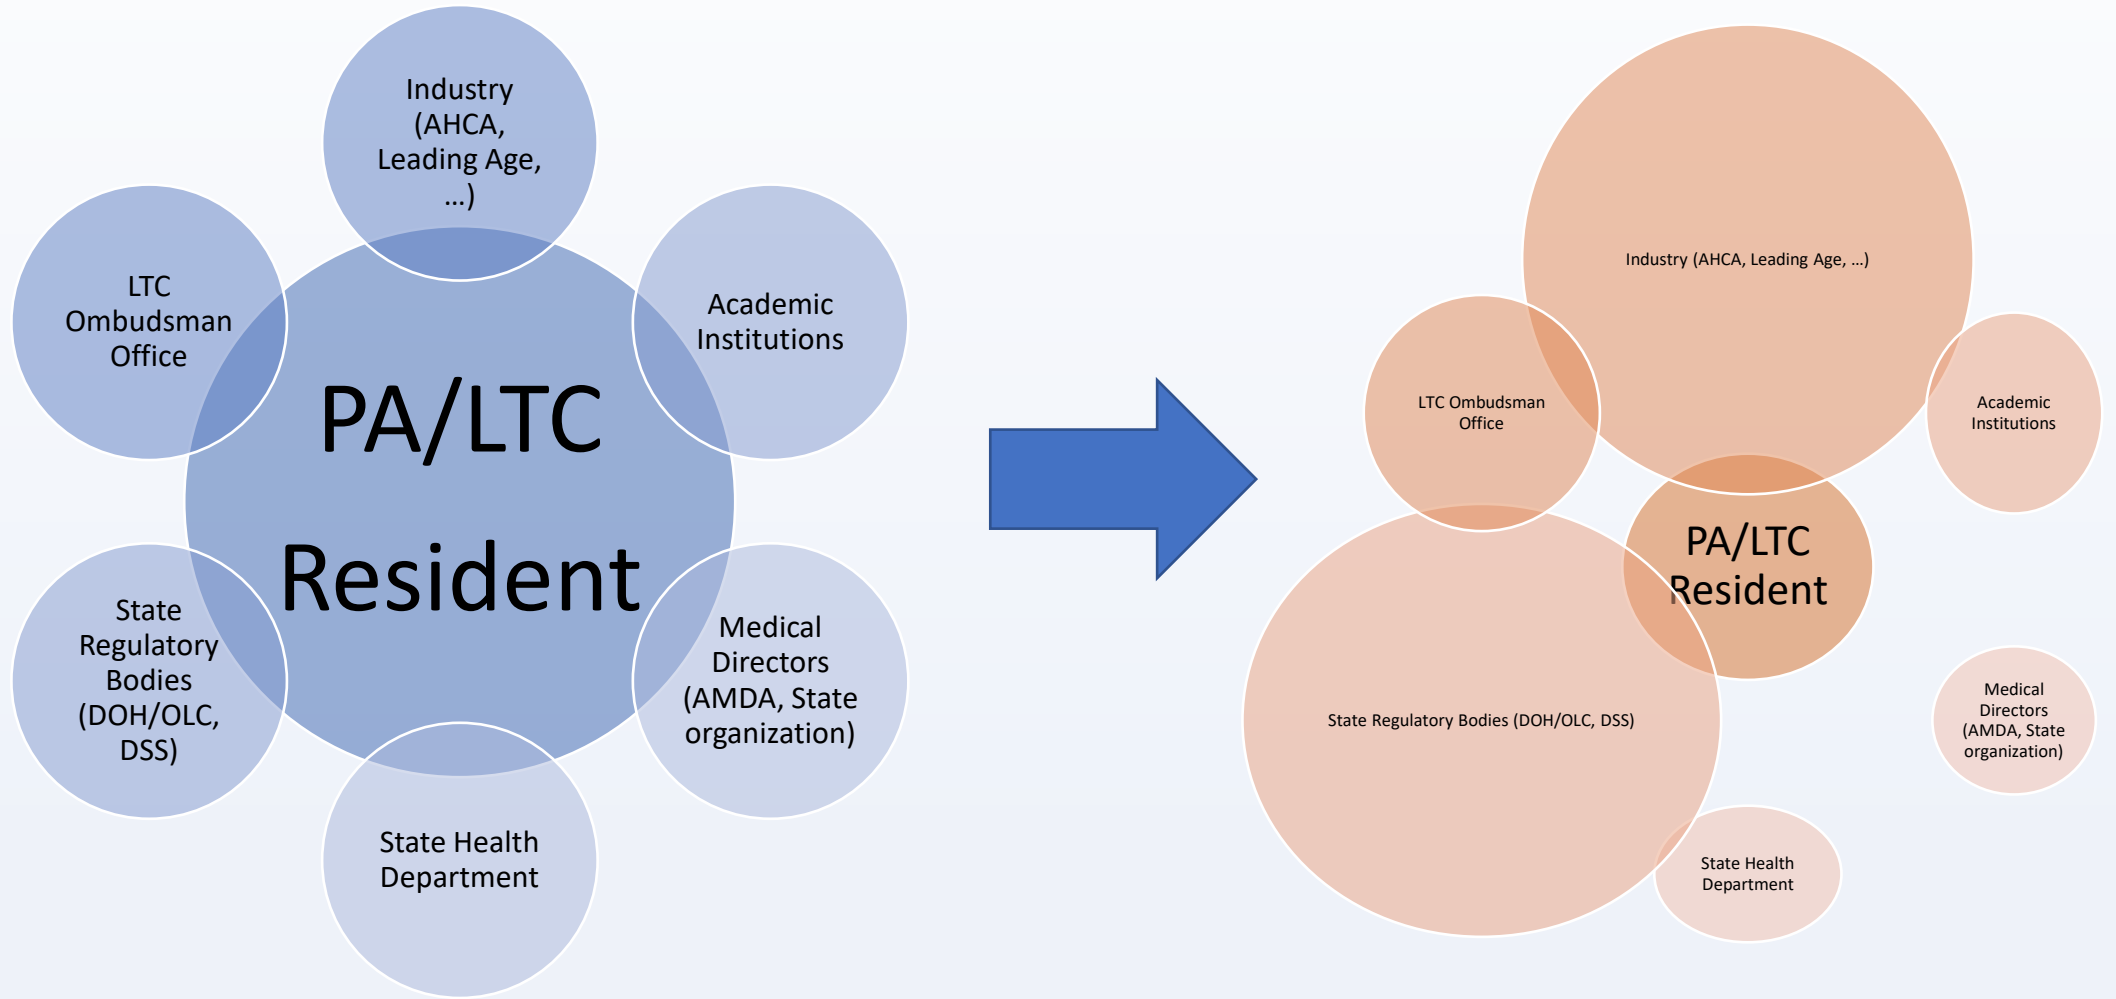 Industry
(AHCA,
Leading Age,
...)
LTC
Ombudsman
Office
Academic
Institutions
PA/LTC
Resident
State
Regulatory
Bodies
(DOH/OLC,
DSS)
Medical
Directors
(AMDA, State
organization)
State Health
Department
Industry (AHCA, Leading Age, ...)
LTC Ombudsman
Office
Academic
Institutions
PA/LTC
Resident
State Regulatory Bodies (DOH/OLC, DSS)
Medical
Directors
(AMDA, State
organization)
State Health
Department